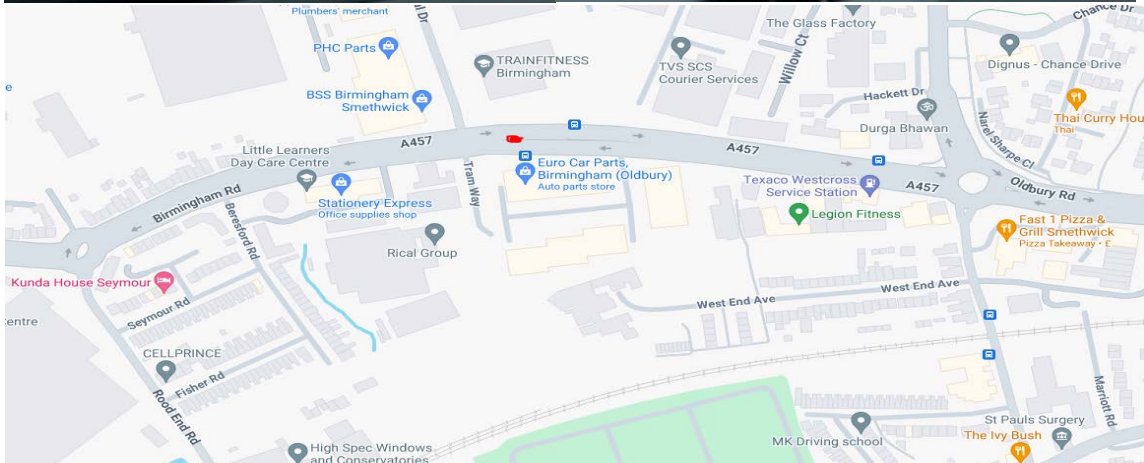 Plumbers' merchant
PHC Parts
BSS Birmingham
Smethwick
TRAINFITNESS
Birmingham
TVS SCS
Courier Services
The Glass Factory
Willow Ct
Chance Dr
Dignus - Chance Drive
Hackett Dr
Durga Bhawan
Thai Curry Hou
Thai
Narel Sharpe Cl
Oldbury Rd
A457
A457
A457
Little Learners
Day Care Centre
Birmingham Rd
Stationery Express
Office supplies shop
Beresford Rd
Tram Way
Euro Car Parts,
Birmingham (Oldbury)
Auto parts store
Texaco Westcross
Service Station
Legion Fitness
Fast 1 Pizza &
Grill Smethwick
Pizza Takeaway · £
Rical Group
Kunda House Seymour
Seymour Rd
Centre
West End Ave
West End Ave
CELLPRINCE
Fisher Rd
Rood End Rd
High Spec Windows
and Conservatories
MK Driving school
Marriott Rd
St Pauls Surgery
The Ivy Bush